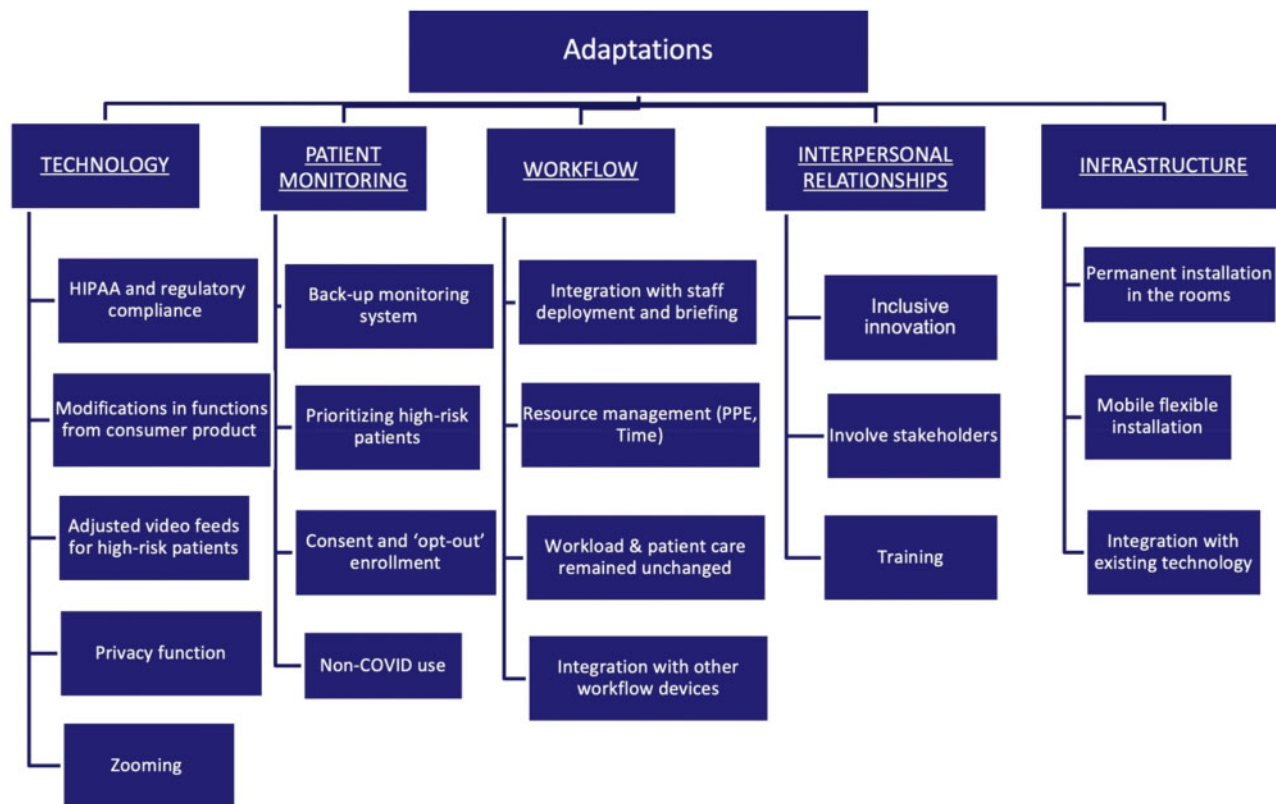 Adaptations
TECHNOLOGY
HIPAA and regulatory
compliance
Modifications in functions
from consumer product
Adjusted video feeds
for high-risk patients
Privacy function
Zooming
PATIENT
MONITORING
Back-up monitoring
system
Prioritizing high-risk
patients
Consent and ‘opt-out’
enrollment
Non-COVID use
WORKFLOW
Integration with staff
deployment and briefing
Resource management (PPE,
Time)
Workload & patient care
remained unchanged
Integration with other
workflow devices
INTERPERSONAL
RELATIONSHIPS
Inclusive
innovation
Involve stakeholders
Training
INFRASTRUCTURE
Permanent installation
in the rooms
Mobile flexible
installation
Integration with
existing technology